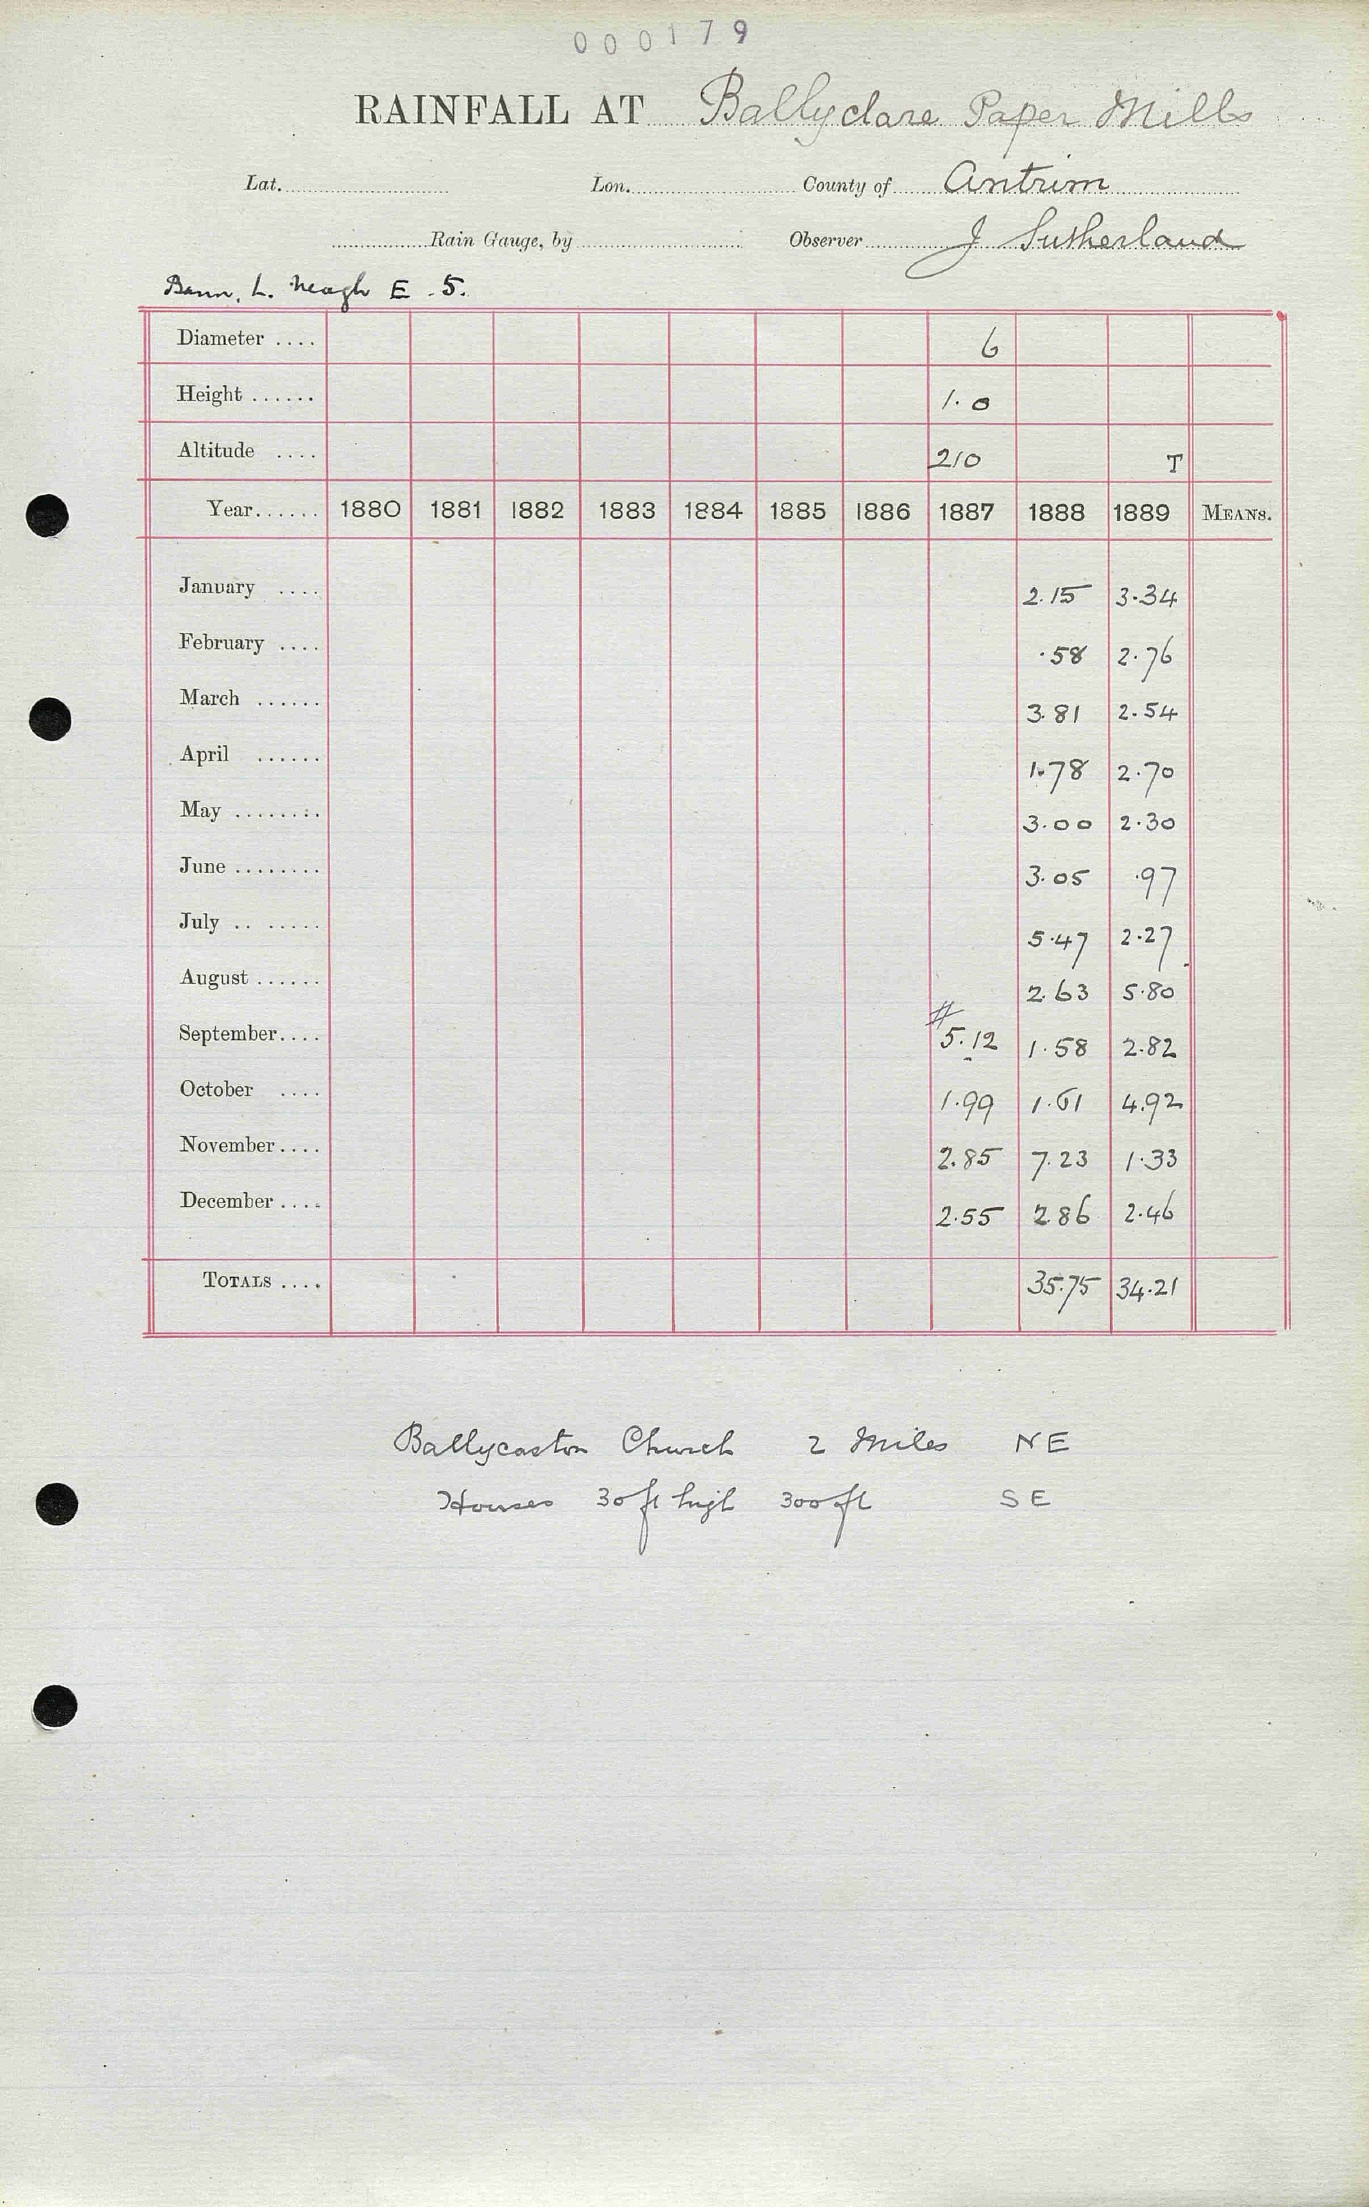 000179
RAINFALL AT Ballyclare Paper Mills
Lat. Lon. County of Antrim
Rain Gauge, by Observer J Sutherland
Bann, L. Neagh E .5.
Diameter .... 6
Height ...... 1.0
Altitude .... 210 T
Year...... 1880 1881 1882 1883 1884 1885 1886 1887 1888 1889 MEANS.
January .... 2.15 3.34
February .... .58 2.76
March ...... 3.81 2.54
April ...... 1.78 2.70
May ........ 3.00 2.30
June ........ 3.05 .97
July .. ..... 5.47 2.27
August ...... 2.63 5.80
#
September.... 5.12 1.58 2.82
October .... 1.99 1.61 4.92
November.... 2.85 7.23 1.33
December .... 2.55 2.86 2.46
TOTALS .... 35.75 34.21
Ballyeaston Church 2 Miles NE
Houses 30 ft high 300 ft SE